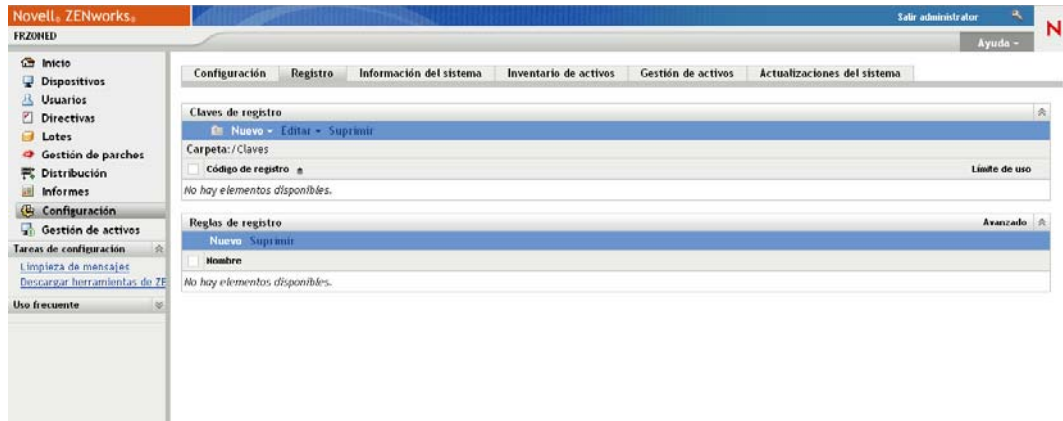 Novell® ZENworks®
Salir administrator
FRZONED
Ayuda
N
Inicio
Dispositivos
Usuarios
Directivas
Lotes
Gestión de parches
Distribución
Informes
Configuración
Gestión de activos
Tareas de configuración
Limpieza de mensajes
Descargar herramientas de ZE
Uso frecuente
Configuración Registro Información del sistema Inventario de activos Gestión de activos Actualizaciones del sistema
Claves de registro
Nuevo Editar Suprimir
Carpeta:/Claves
Código de registro Límite de uso
No hay elementos disponibles.
Reglas de registro Avanzado
Nuevo Suprimir
Nombre
No hay elementos disponibles.